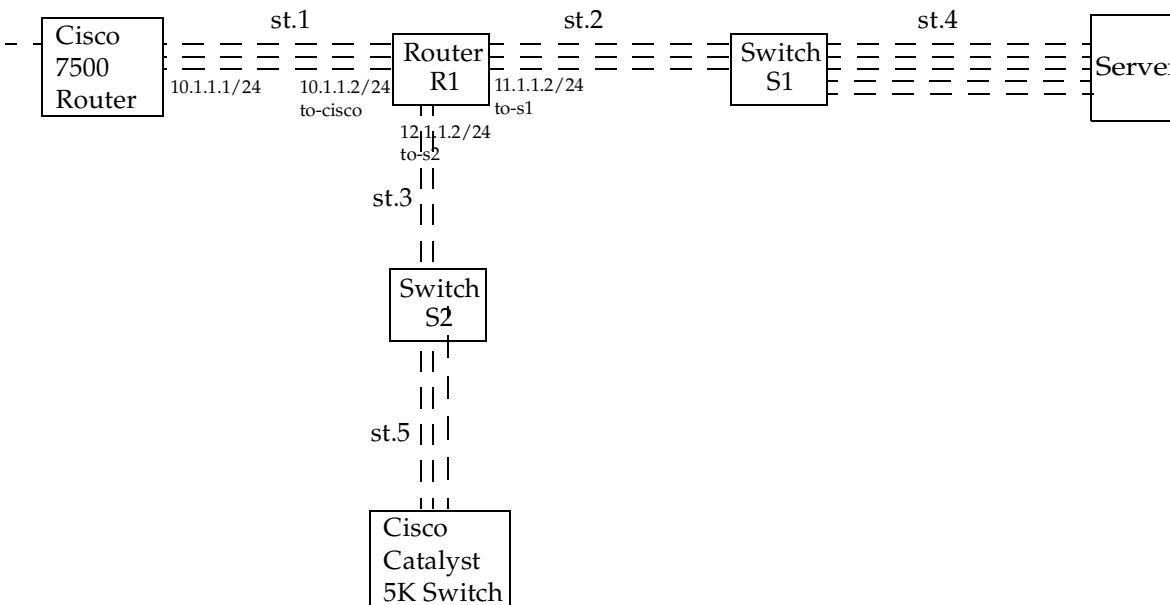 st.1
st.2
st.4
Cisco
7500
Router
Router
R1
Switch
S1
Server
10.1.1.1/24
10.1.1.2/24
to-cisco
11.1.1.2/24
to-s1
12.1.1.2/24
to-s2
st.3
Switch
S2
st.5
Cisco
Catalyst
5K Switch